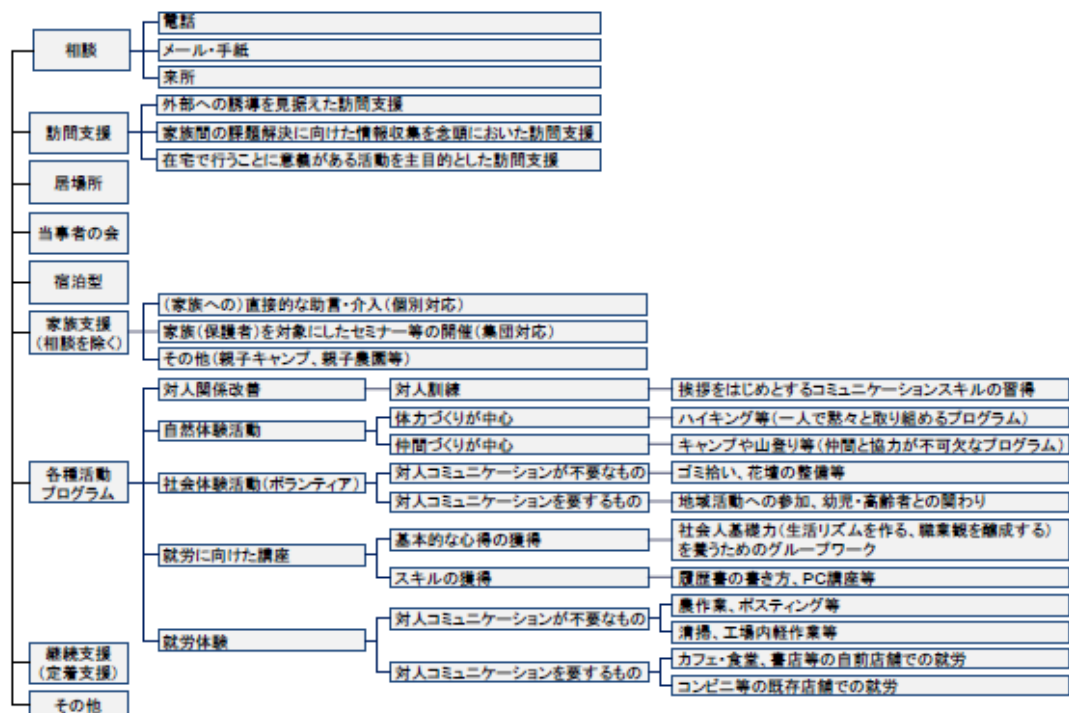 相談
電話
メール・手紙
来所
訪問支援
外部への誘導を見据えた訪問支援
家族間の課題解決に向けた情報収集を念頭においた訪問支援
在宅で行うことに意義がある活動を主目的とした訪問支援
居場所
当事者の会
宿泊型
家族支援
(相談を除く)
(家族への)直接的な助言・介入(個別対応)
家族(保護者)を対象にしたセミナー等の開催(集団対応)
その他(親子キャンプ、親子農園等)
各種活動
プログラム
対人関係改善
対人訓練
挨拶をはじめとするコミュニケーションスキルの習得
自然体験活動
体力づくりが中心
ハイキング等(一人で黙々と取り組めるプログラム)
仲間づくりが中心
キャンプや山登り等(仲間と協力が不可欠なプログラム)
社会体験活動(ボランティア)
対人コミュニケーションが不要なもの
ゴミ拾い、花壇の整備等
対人コミュニケーションを要するもの
地域活動への参加、幼児・高齢者との関わり
就労に向けた講座
基本的な心得の獲得
社会人基礎力(生活リズムを作る、職業観を醸成する)
を養うためのグループワーク
スキルの獲得
履歴書の書き方、PC講座等
就労体験
対人コミュニケーションが不要なもの
農作業、ポスティング等
清掃、工場内軽作業等
対人コミュニケーションを要するもの
カフェ・食堂、書店等の自前店舗での就労
コンビニ等の既存店舗での就労
継続支援
(定着支援)
その他